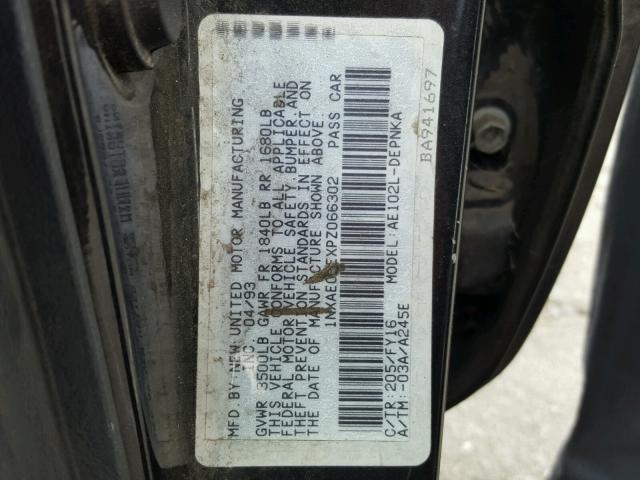 MFD BY NEW UNITED MOTOR MANUFACTURING
INC. 04/93
GVWR 3500LB GAWR FR 1840LB RR 1680LB
THIS VEHICLE CONFORMS TO ALL APPLICABLE
FEDERAL MOTOR VEHICLE SAFETY BUMPER AND
THEFT PREVENTION STANDARDS IN EFFECT ON
THE DATE OF MANUFACTURE SHOWN ABOVE.
PASS CAR
C/TR: 205/FY16 MODEL: AE102L-DEPNKA
A/TM: -03A/A245E
BA941697